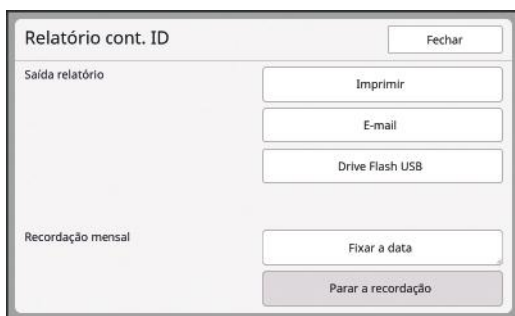 Relatório cont. ID
Fechar
Saída relatório
Imprimir
E-mail
Drive Flash USB
Recordação mensal
Fixar a data
Parar a recordação